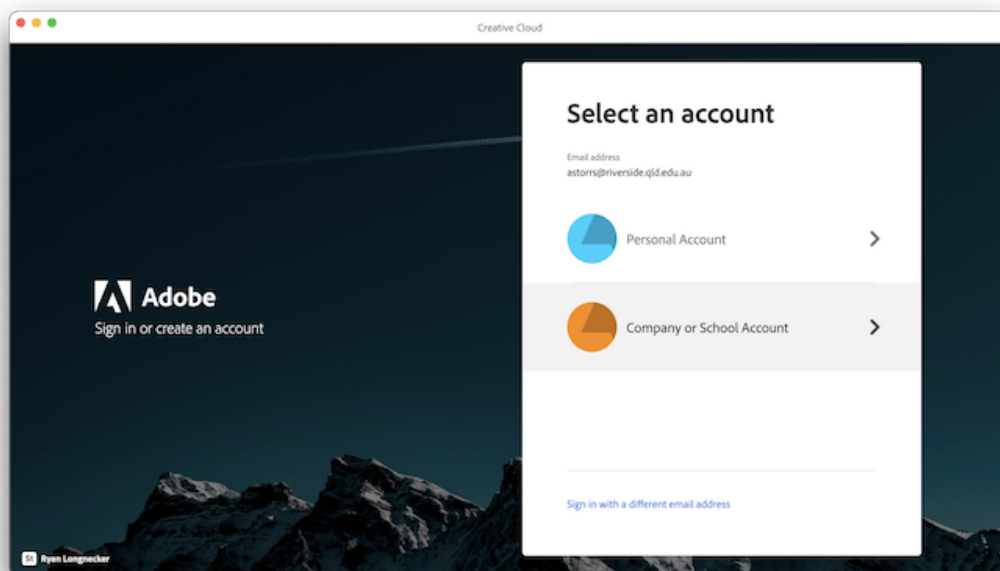 Creative Cloud
Select an account
Email address
astorrs@riverside.qld.edu.au
Personal Account
Company or School Account
Adobe
Sign in or create an account
Sign in with a different email address
St Ryan Longnecker